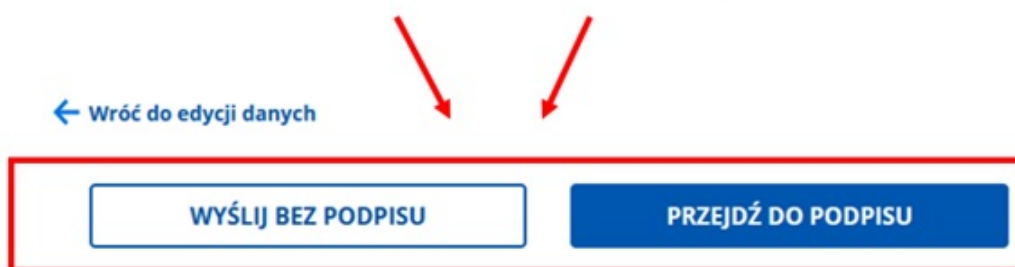 Wróć do edycji danych
WYŚLIJ BEZ PODPISU
PRZEJDŹ DO PODPISU